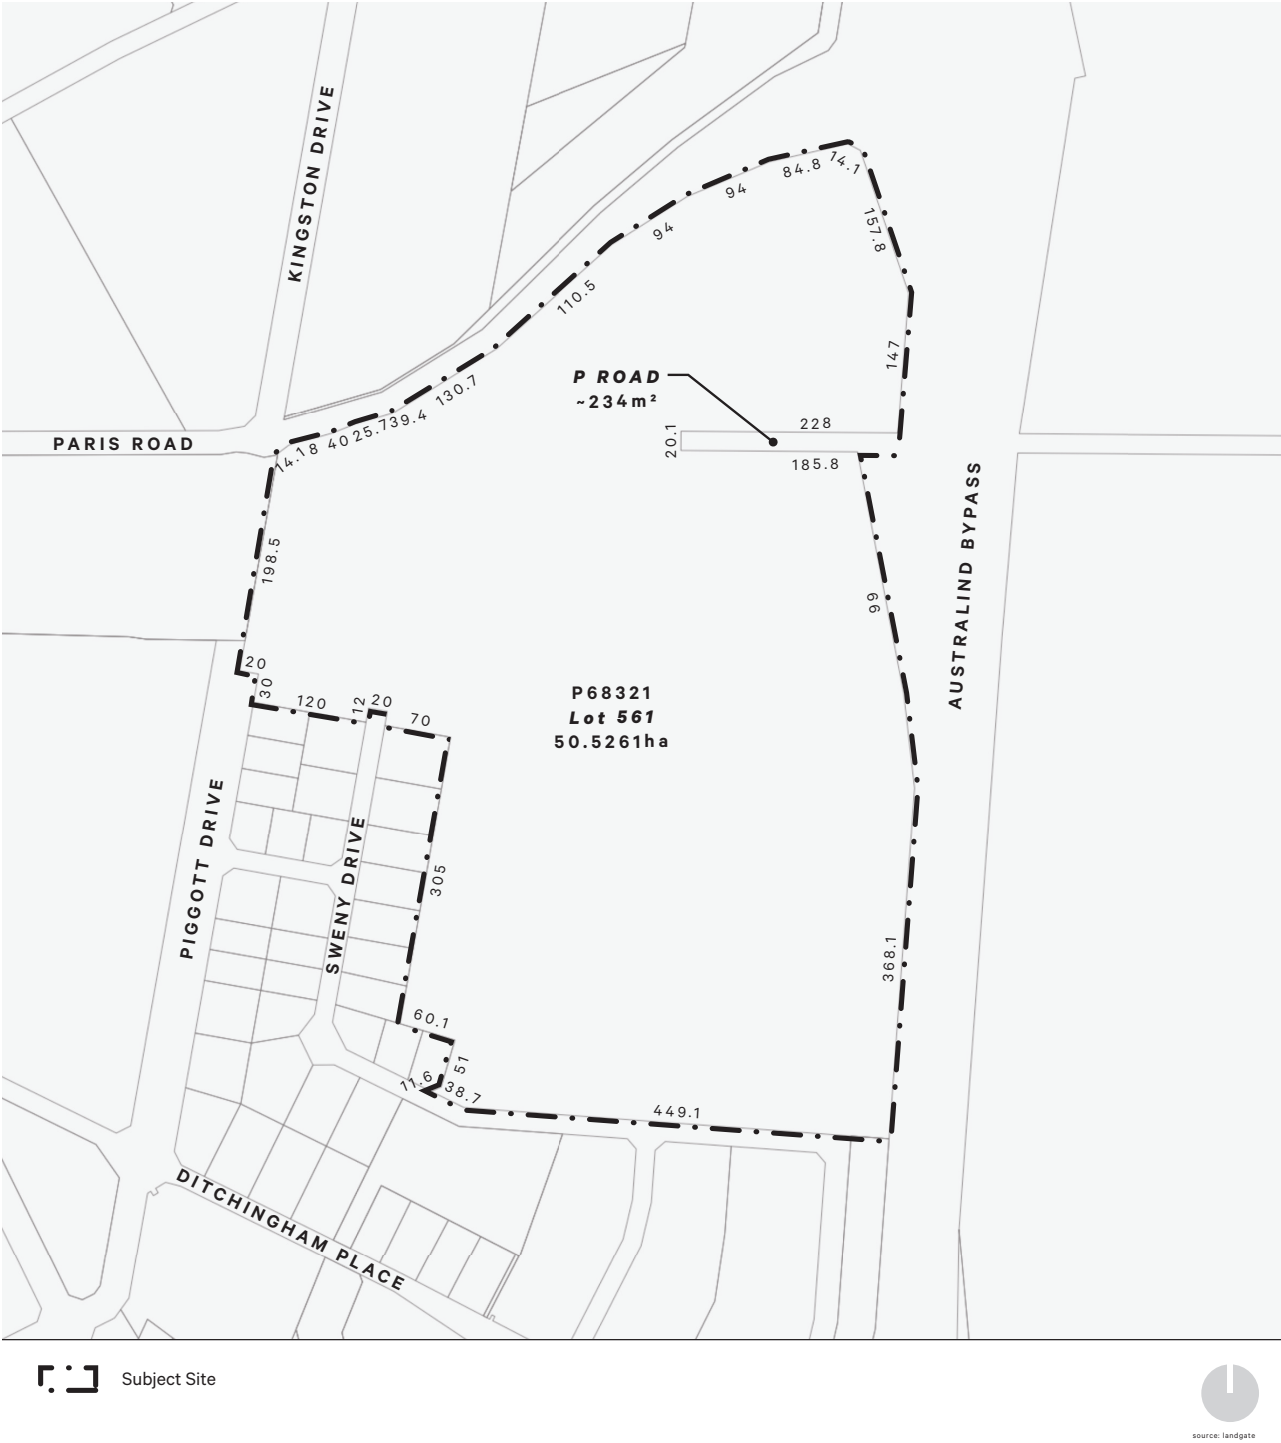 KINGSTON DRIVE
14.1
84.8
94
94
157.8
110.5
147
P ROAD
~234m²
130.7
39.4
25.7
40
14.18
228
20.1
185.8
PARIS ROAD
AUSTRALIND BYPASS
198.5
66
20
30
120
12
20
70
P68321
Lot 561
50.5261ha
PIGGOTT DRIVE
SWENY DRIVE
305
368.1
60.1
51
11.6
38.7
449.1
DITCHINGHAM PLACE
Subject Site
source: landgate